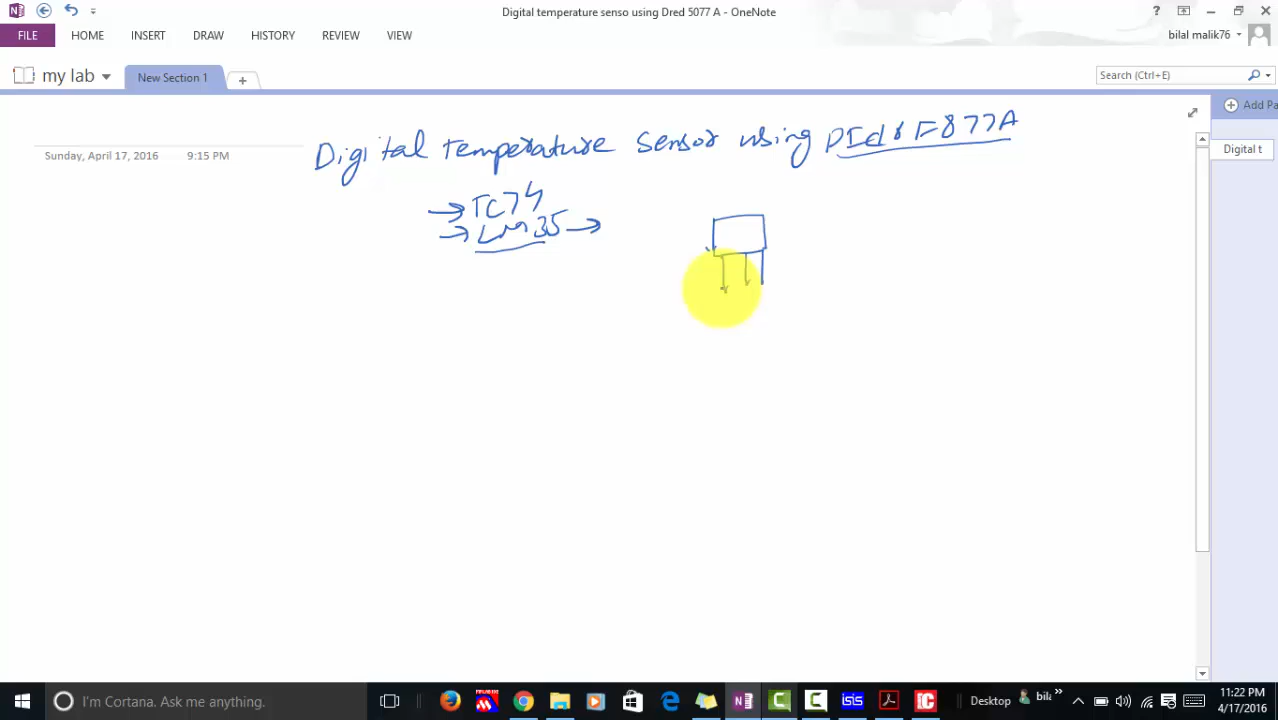 Digital temperature senso using Dred 5077 A - OneNote
bilal malik76
FILE HOME INSERT DRAW HISTORY REVIEW VIEW
my lab New Section 1
Search (Ctrl+E)
Add Pa
Digital temperature sensor using PIC16F877A
Sunday, April 17, 2016 9:15 PM
Digital t
TC74
LM35
I'm Cortana. Ask me anything.
Desktop
bila
11:22 PM
4/17/2016